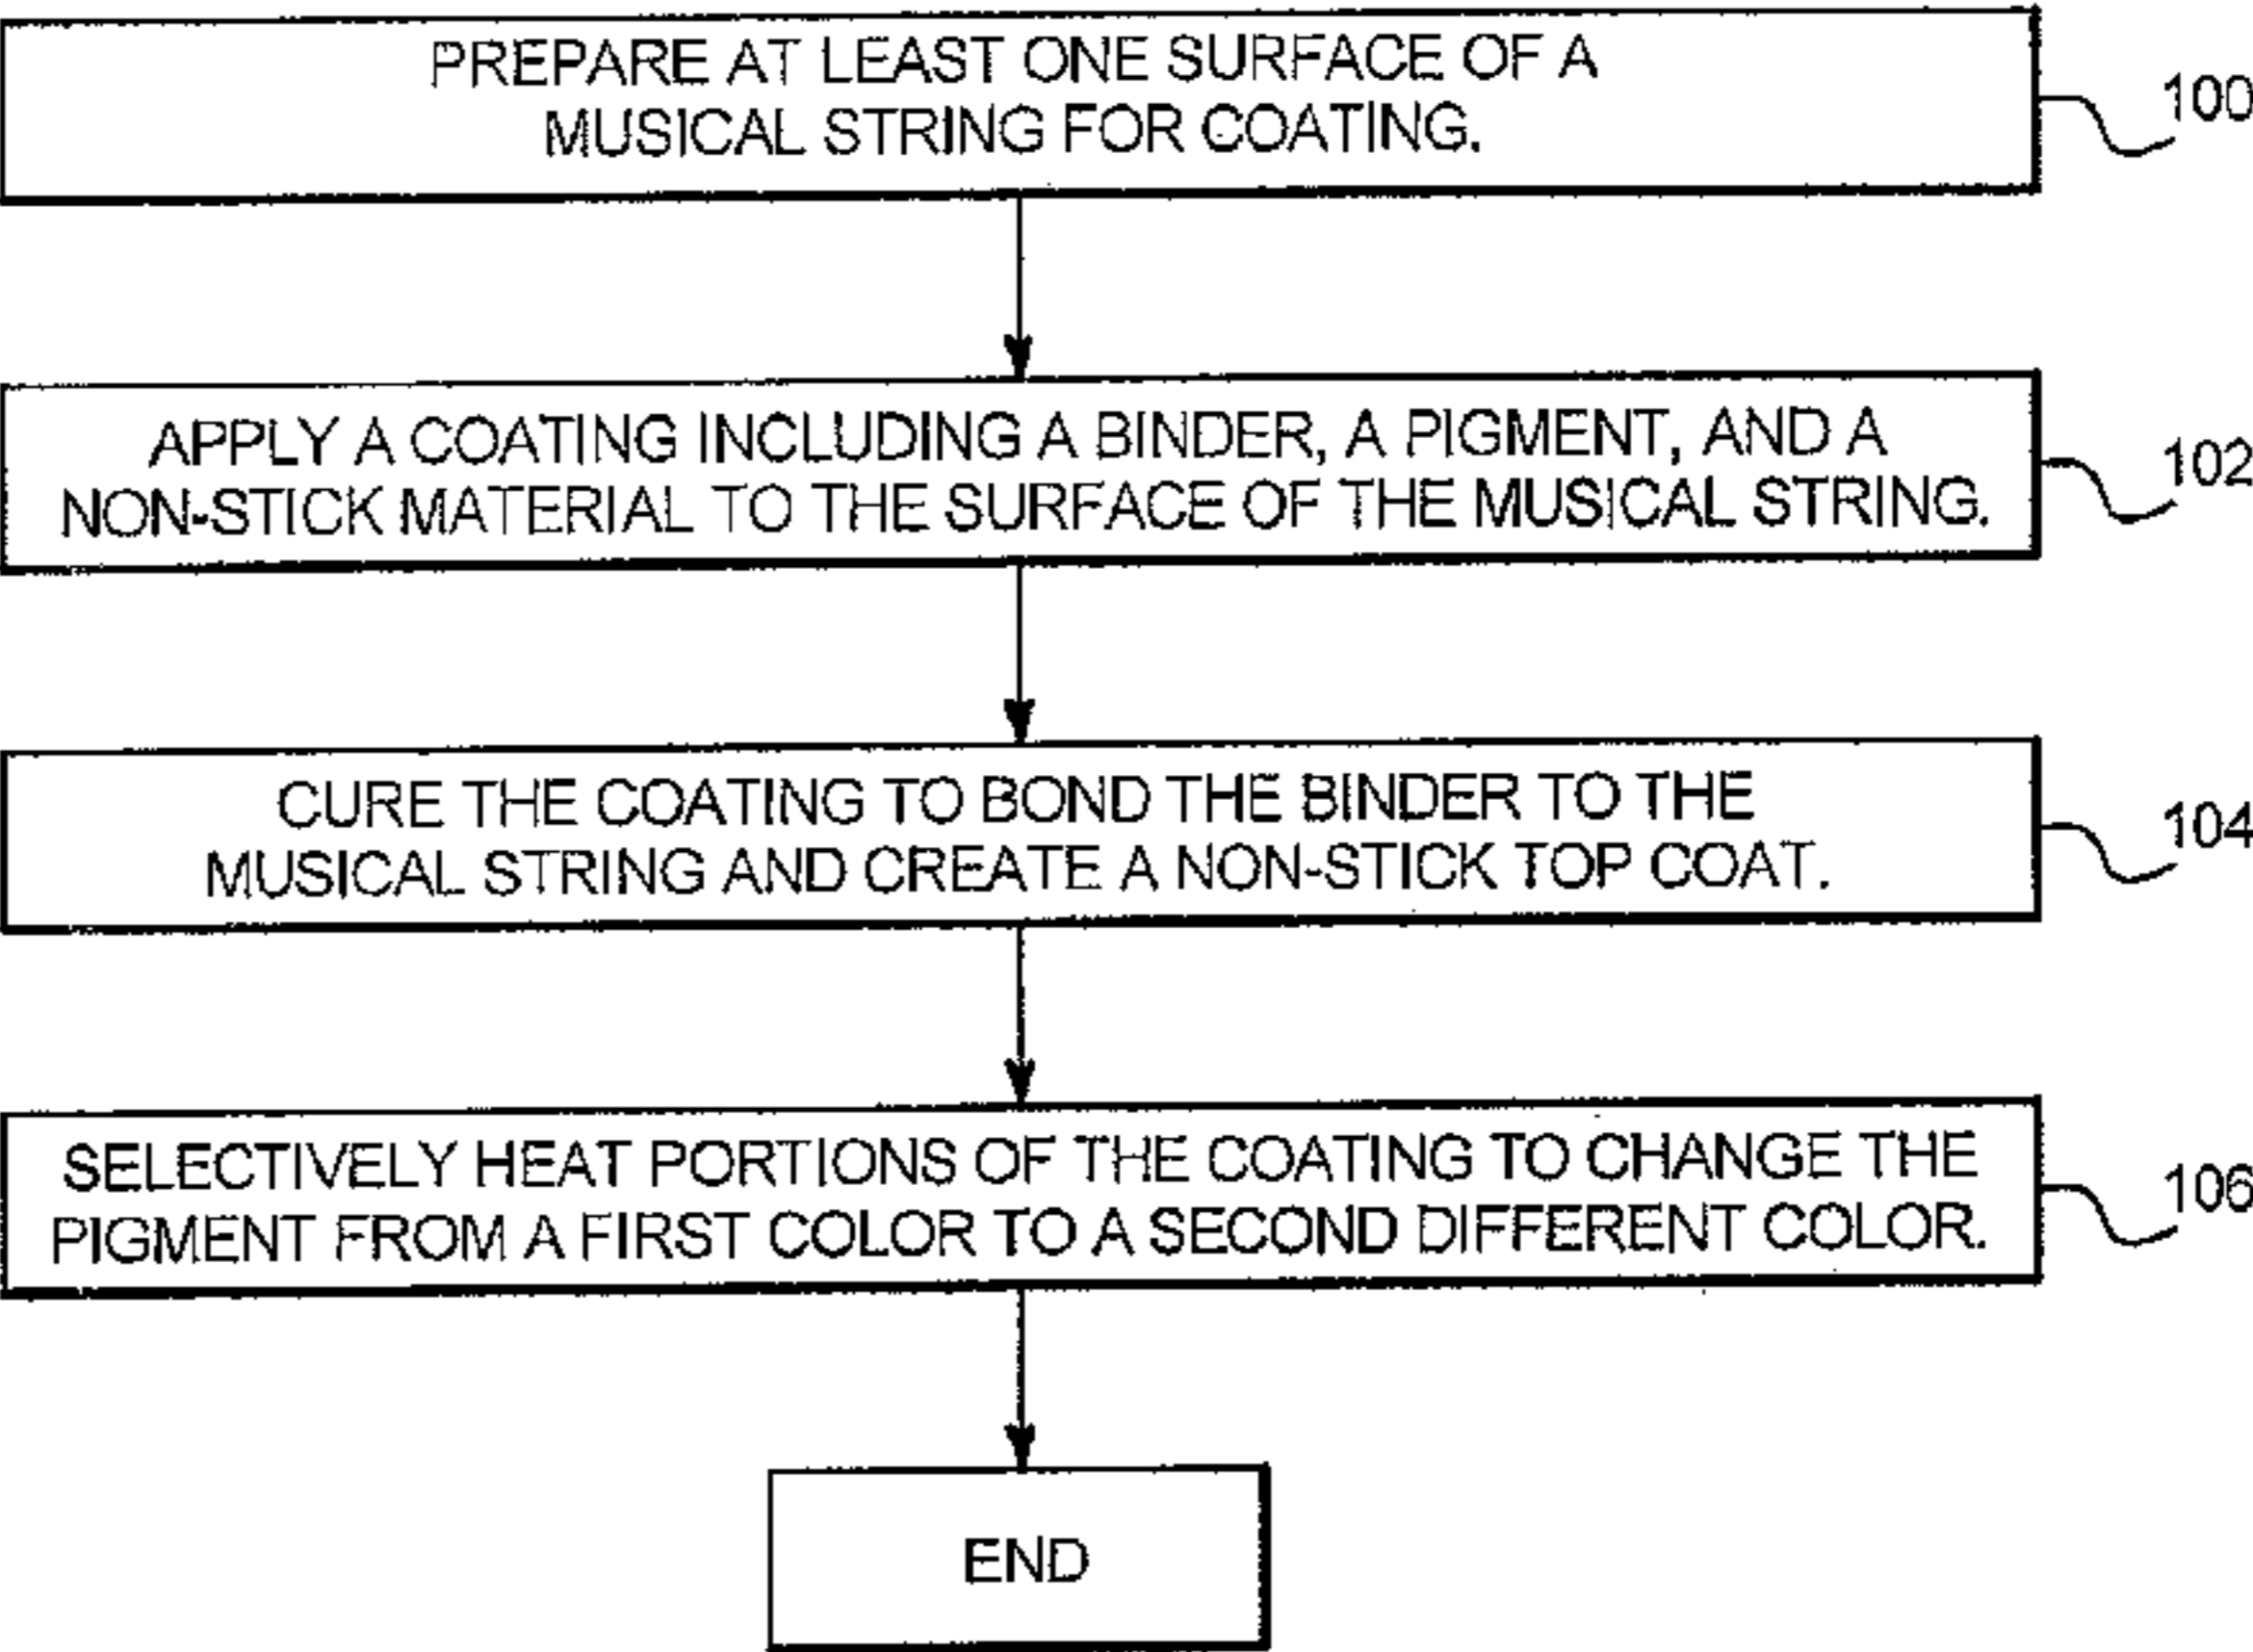 PREPARE AT LEAST ONE SURFACE OF A
MUSICAL STRING FOR COATING.
100
APPLY A COATING INCLUDING A BINDER, A PIGMENT, AND A
NON-STICK MATERIAL TO THE SURFACE OF THE MUSICAL STRING.
102
CURE THE COATING TO BOND THE BINDER TO THE
MUSICAL STRING AND CREATE A NON-STICK TOP COAT.
104
SELECTIVELY HEAT PORTIONS OF THE COATING TO CHANGE THE
PIGMENT FROM A FIRST COLOR TO A SECOND DIFFERENT COLOR.
106
END